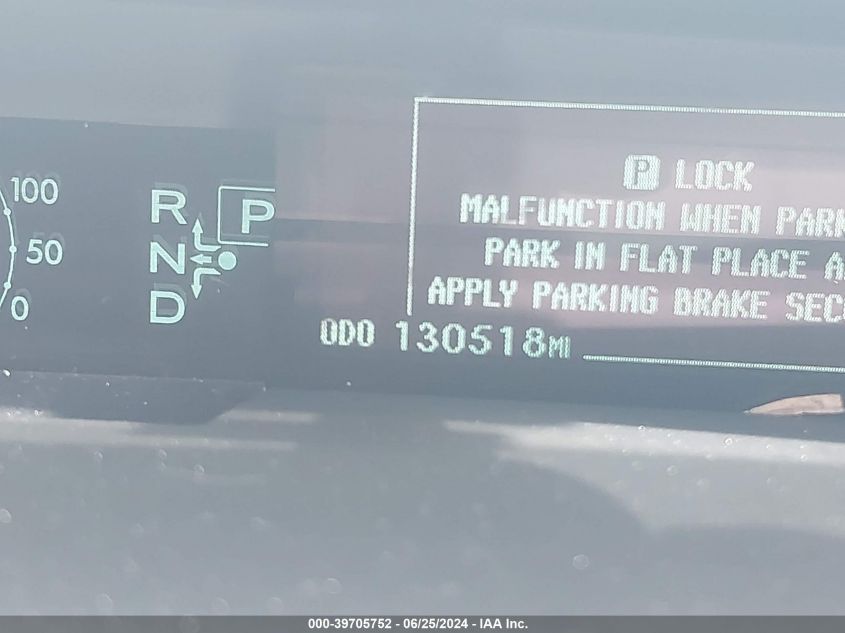 100
50
0
R
N
D
P
P LOCK
MALFUNCTION WHEN PARK
PARK IN FLAT PLACE A
APPLY PARKING BRAKE SEC
ODO 130518MI
000-39705752 - 06/25/2024 - IAA Inc.